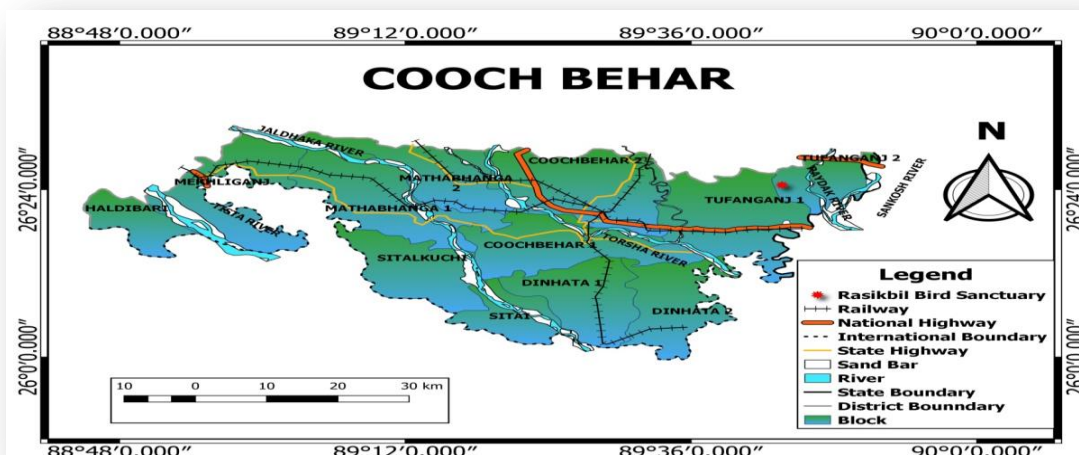 88°48′0.000″ 89°12′0.000″ 89°36′0.000″ 90°0′0.000″
COOCH BEHAR
N
JALDHAKA RIVER
COOCHBEHAR 2
TUFANGANJ 2
MEKHLIGANJ
MATHABHANGA
2
RAYDAK RIVER
SANKOSH RIVER
26°24′0.000″
26°24′0.000″
HALDIBARI
TISTA RIVER
MATHABHANGA 1
TUFANGANJ 1
COOCHBEHAR 1
TORSHA RIVER
SITALKUCHI
DINHATA 1
SITAI
DINHATA 2
26°0′0.000″
26°0′0.000″
Legend
Rasikbil Bird Sanctuary
Railway
National Highway
International Boundary
State Highway
Sand Bar
River
State Boundary
District Bounndary
Block
10 0 10 20 30 km
88°48′0.000″ 89°12′0.000″ 89°36′0.000″ 90°0′0.000″